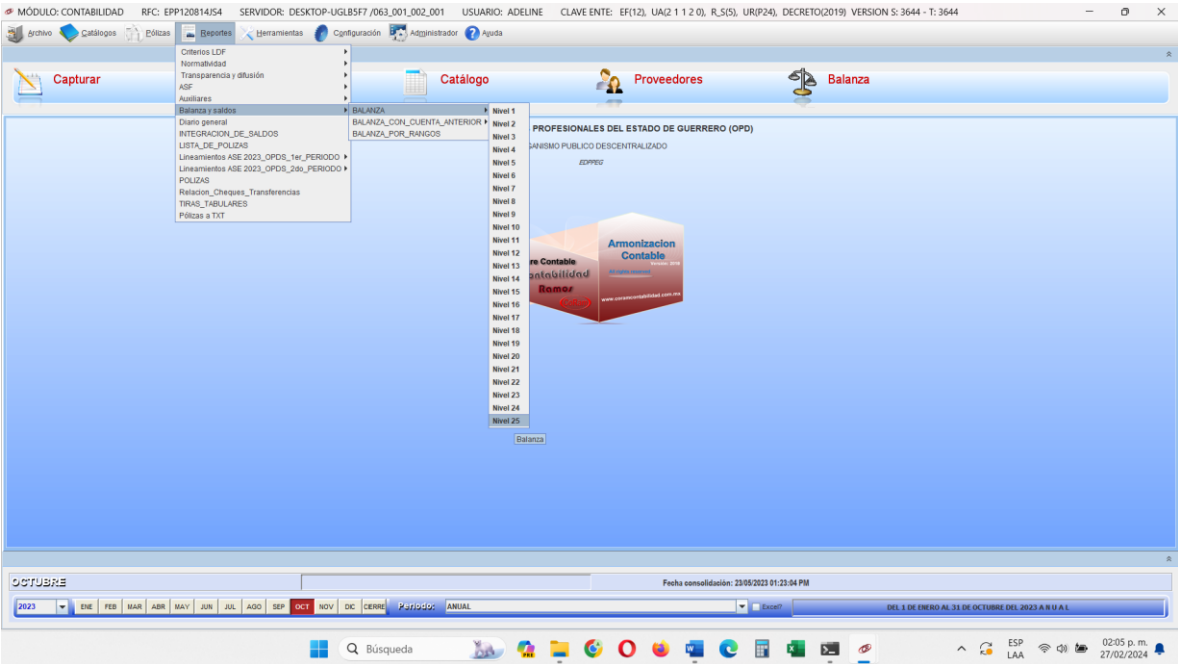 MÓDULO: CONTABILIDAD RFC: EPP120814JS4 SERVIDOR: DESKTOP-UGLB5F7 /063_001_002_001 USUARIO: ADELINE CLAVE ENTE: EF(12), UA(2 1 1 2 0), R_S(5), UR(P24), DECRETO(2019) VERSION S: 3644 - T: 3644
Archivo Catálogos Pólizas Reportes Herramientas Configuración Administrador Ayuda
Capturar Catálogo Proveedores Balanza
Criterios LDF
Normatividad
Transparencia y difusión
ASF
Auxiliares
Balanza y saldos
Diario general
INTEGRACION_DE_SALDOS
LISTA_DE_POLIZAS
Lineamientos ASE 2023_OPDS_1er_PERIODO
Lineamientos ASE 2023_OPDS_2do_PERIODO
POLIZAS
Relacion_Cheques_Transferencias
TIRAS_TABULARES
Pólizas a TXT
BALANZA
BALANZA_CON_CUENTA_ANTERIOR
BALANZA_POR_RANGOS
Nivel 1
Nivel 2
Nivel 3
Nivel 4
Nivel 5
Nivel 6
Nivel 7
Nivel 8
Nivel 9
Nivel 10
Nivel 11
Nivel 12
Nivel 13
Nivel 14
Nivel 15
Nivel 16
Nivel 17
Nivel 18
Nivel 19
Nivel 20
Nivel 21
Nivel 22
Nivel 23
Nivel 24
Nivel 25
Balanza
PROFESIONALES DEL ESTADO DE GUERRERO (OPD)
GANISMO PUBLICO DESCENTRALIZADO
EDPPEG
Armonizacion
Contable
re Contable
ontabilidad
Ramos
OCTUBRE Fecha consolidación: 23/05/2023 01:23:04 PM
2023 ENE FEB MAR ABR MAY JUN JUL AGO SEP OCT NOV DIC CIERRE Periodo: ANUAL Excel? DEL 1 DE ENERO AL 31 DE OCTUBRE DEL 2023 A N U A L
Búsqueda PRE ESP 02:05 p. m.
LAA 27/02/2024